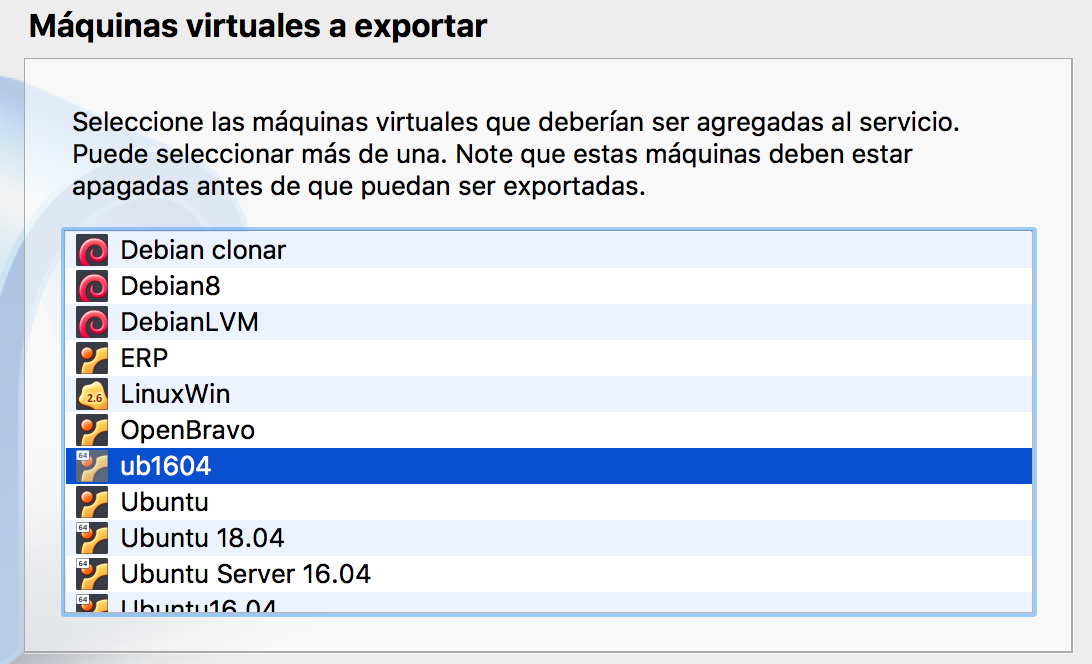 Máquinas virtuales a exportar
Seleccione las máquinas virtuales que deberían ser agregadas al servicio.
Puede seleccionar más de una. Note que estas máquinas deben estar
apagadas antes de que puedan ser exportadas.
Debian clonar
Debian8
DebianLVM
ERP
2.6 LinuxWin
OpenBravo
64 ub1604
Ubuntu
64 Ubuntu 18.04
64 Ubuntu Server 16.04
64 Ubuntu16.04